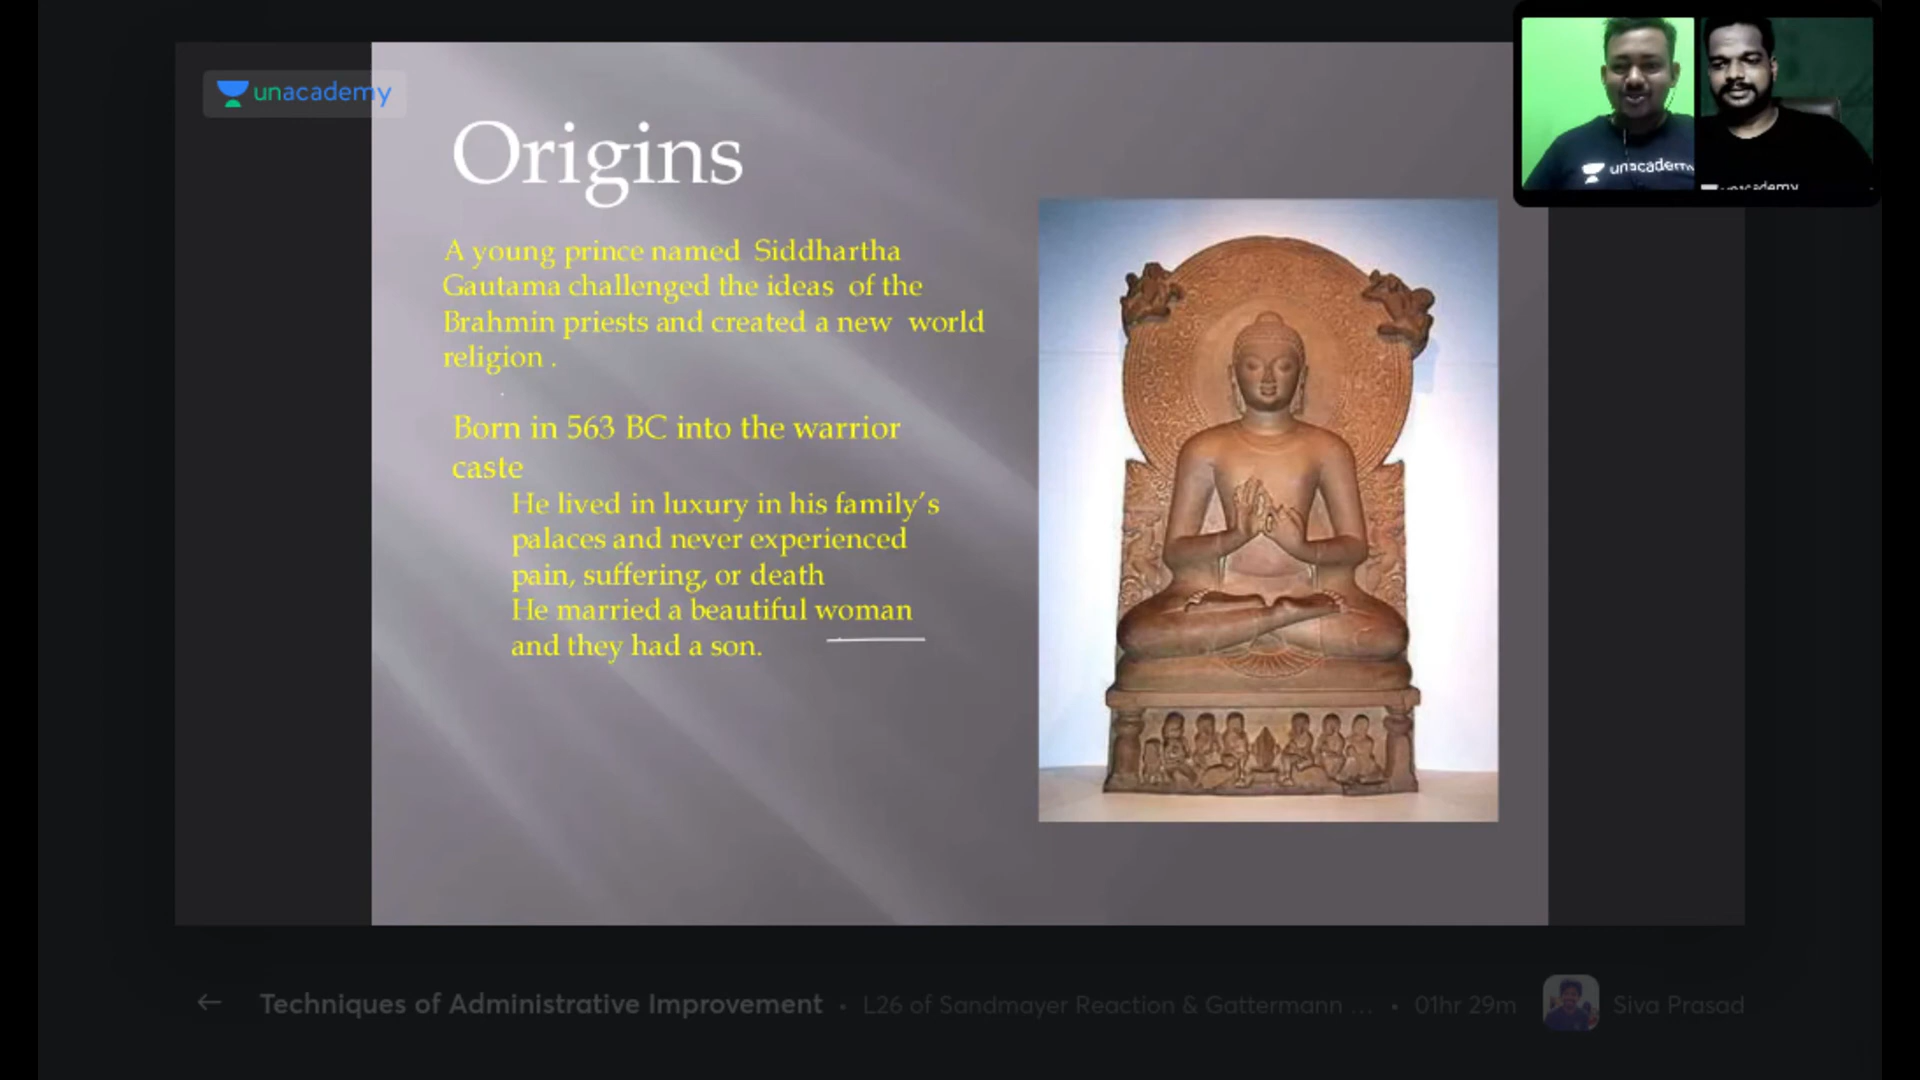 unacademy
Origins
A young prince named Siddhartha
Gautama challenged the ideas of the
Brahmin priests and created a new world
religion .
Born in 563 BC into the warrior
caste
He lived in luxury in his family's
palaces and never experienced
pain, suffering, or death
He married a beautiful woman
and they had a son.
unacademy
unacademy
Techniques of Administrative Improvement • L26 of Sandmayer Reaction & Gattermann ... • 01hr 29m Siva Prasad